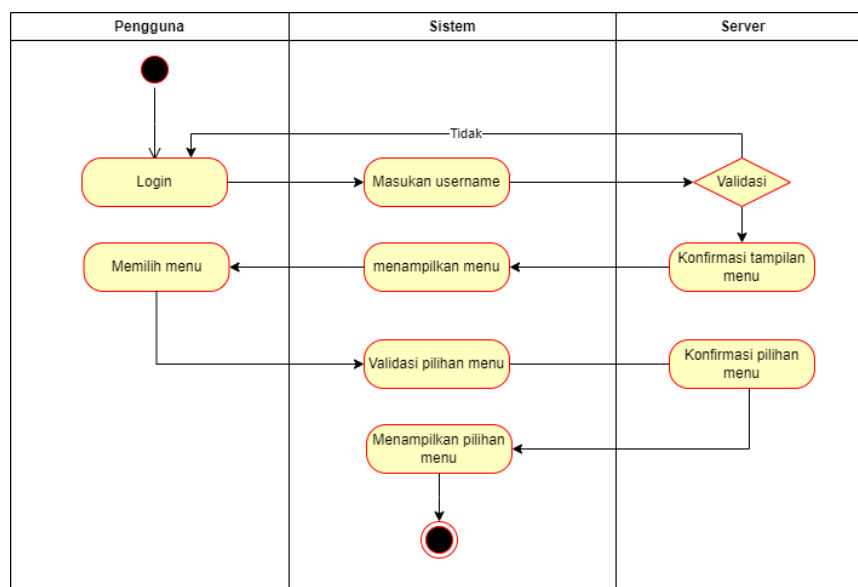 Pengguna
Sistem
Server
Tidak
Login
Masukan username
Validasi
Memilih menu
menampilkan menu
Konfirmasi tampilan
menu
Validasi pilihan menu
Konfirmasi pilihan
menu
Menampilkan pilihan
menu